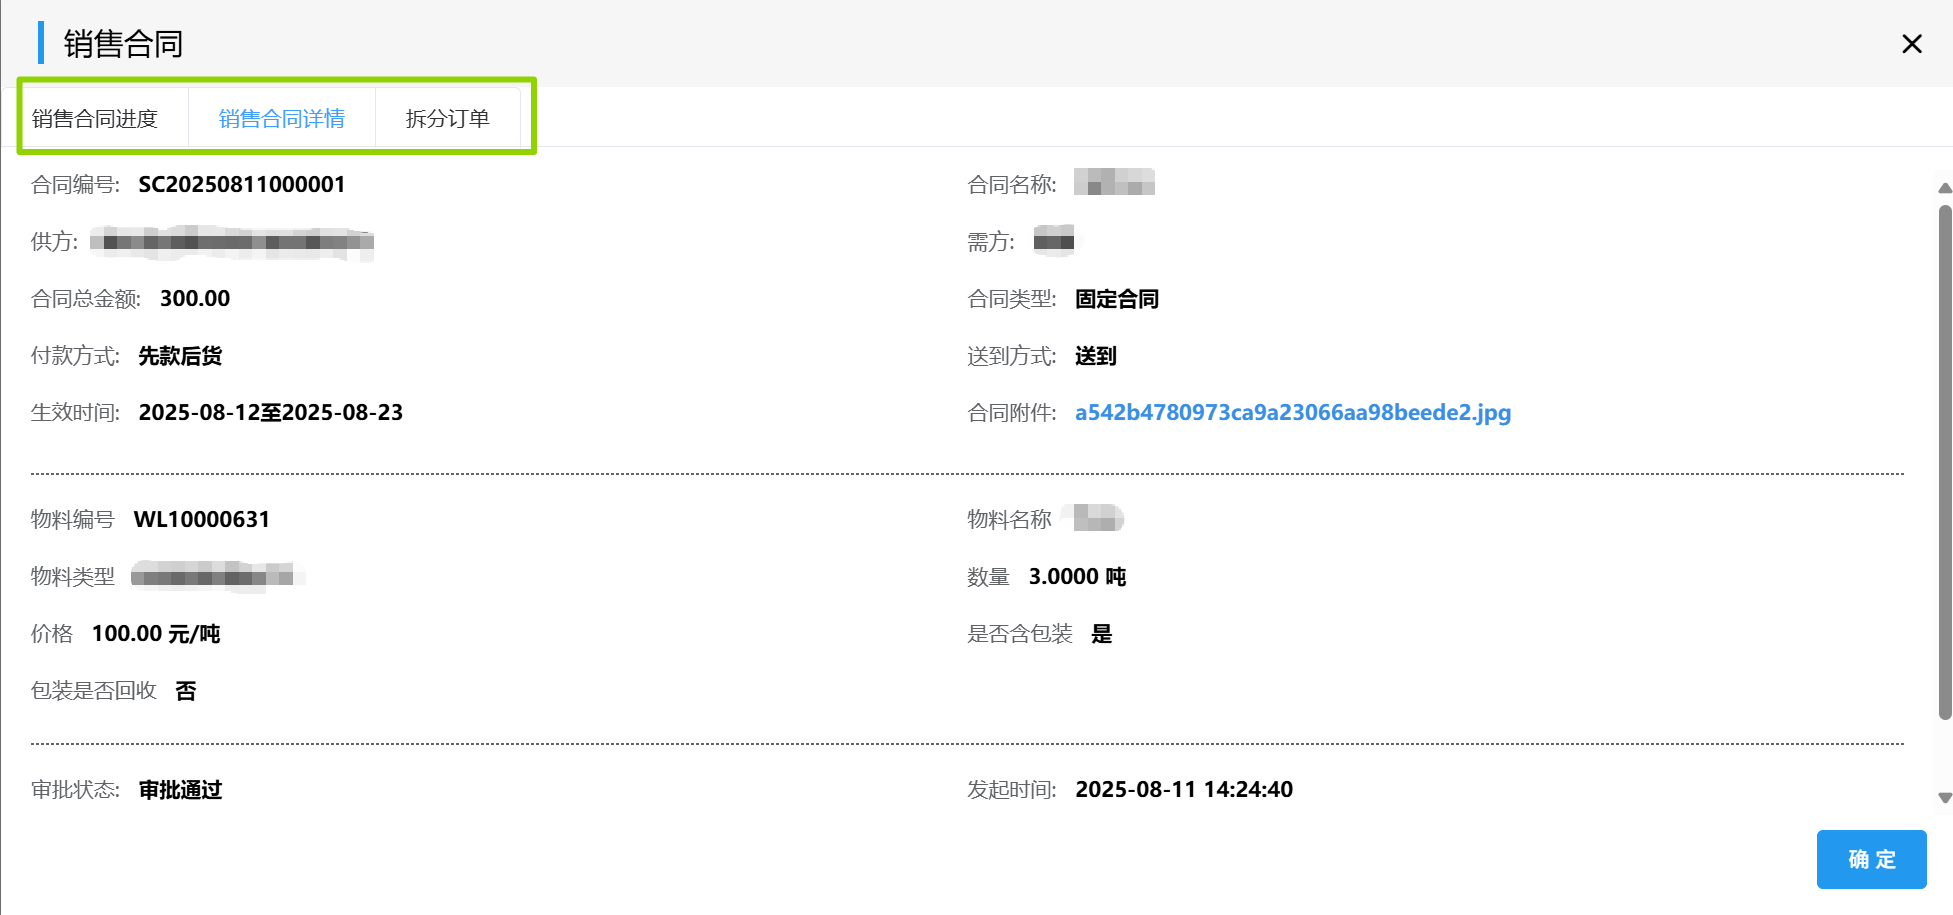 销售合同
销售合同进度 销售合同详情 拆分订单
合同编号: SC20250811000001 合同名称:
供方: 需方:
合同总金额: 300.00 合同类型: 固定合同
付款方式: 先款后货 送到方式: 送到
生效时间: 2025-08-12至2025-08-23 合同附件: a542b4780973ca9a23066aa98beede2.jpg
物料编号 WL10000631 物料名称
物料类型 数量 3.0000 吨
价格 100.00 元/吨 是否含包装 是
包装是否回收 否
审批状态: 审批通过 发起时间: 2025-08-11 14:24:40
确 定